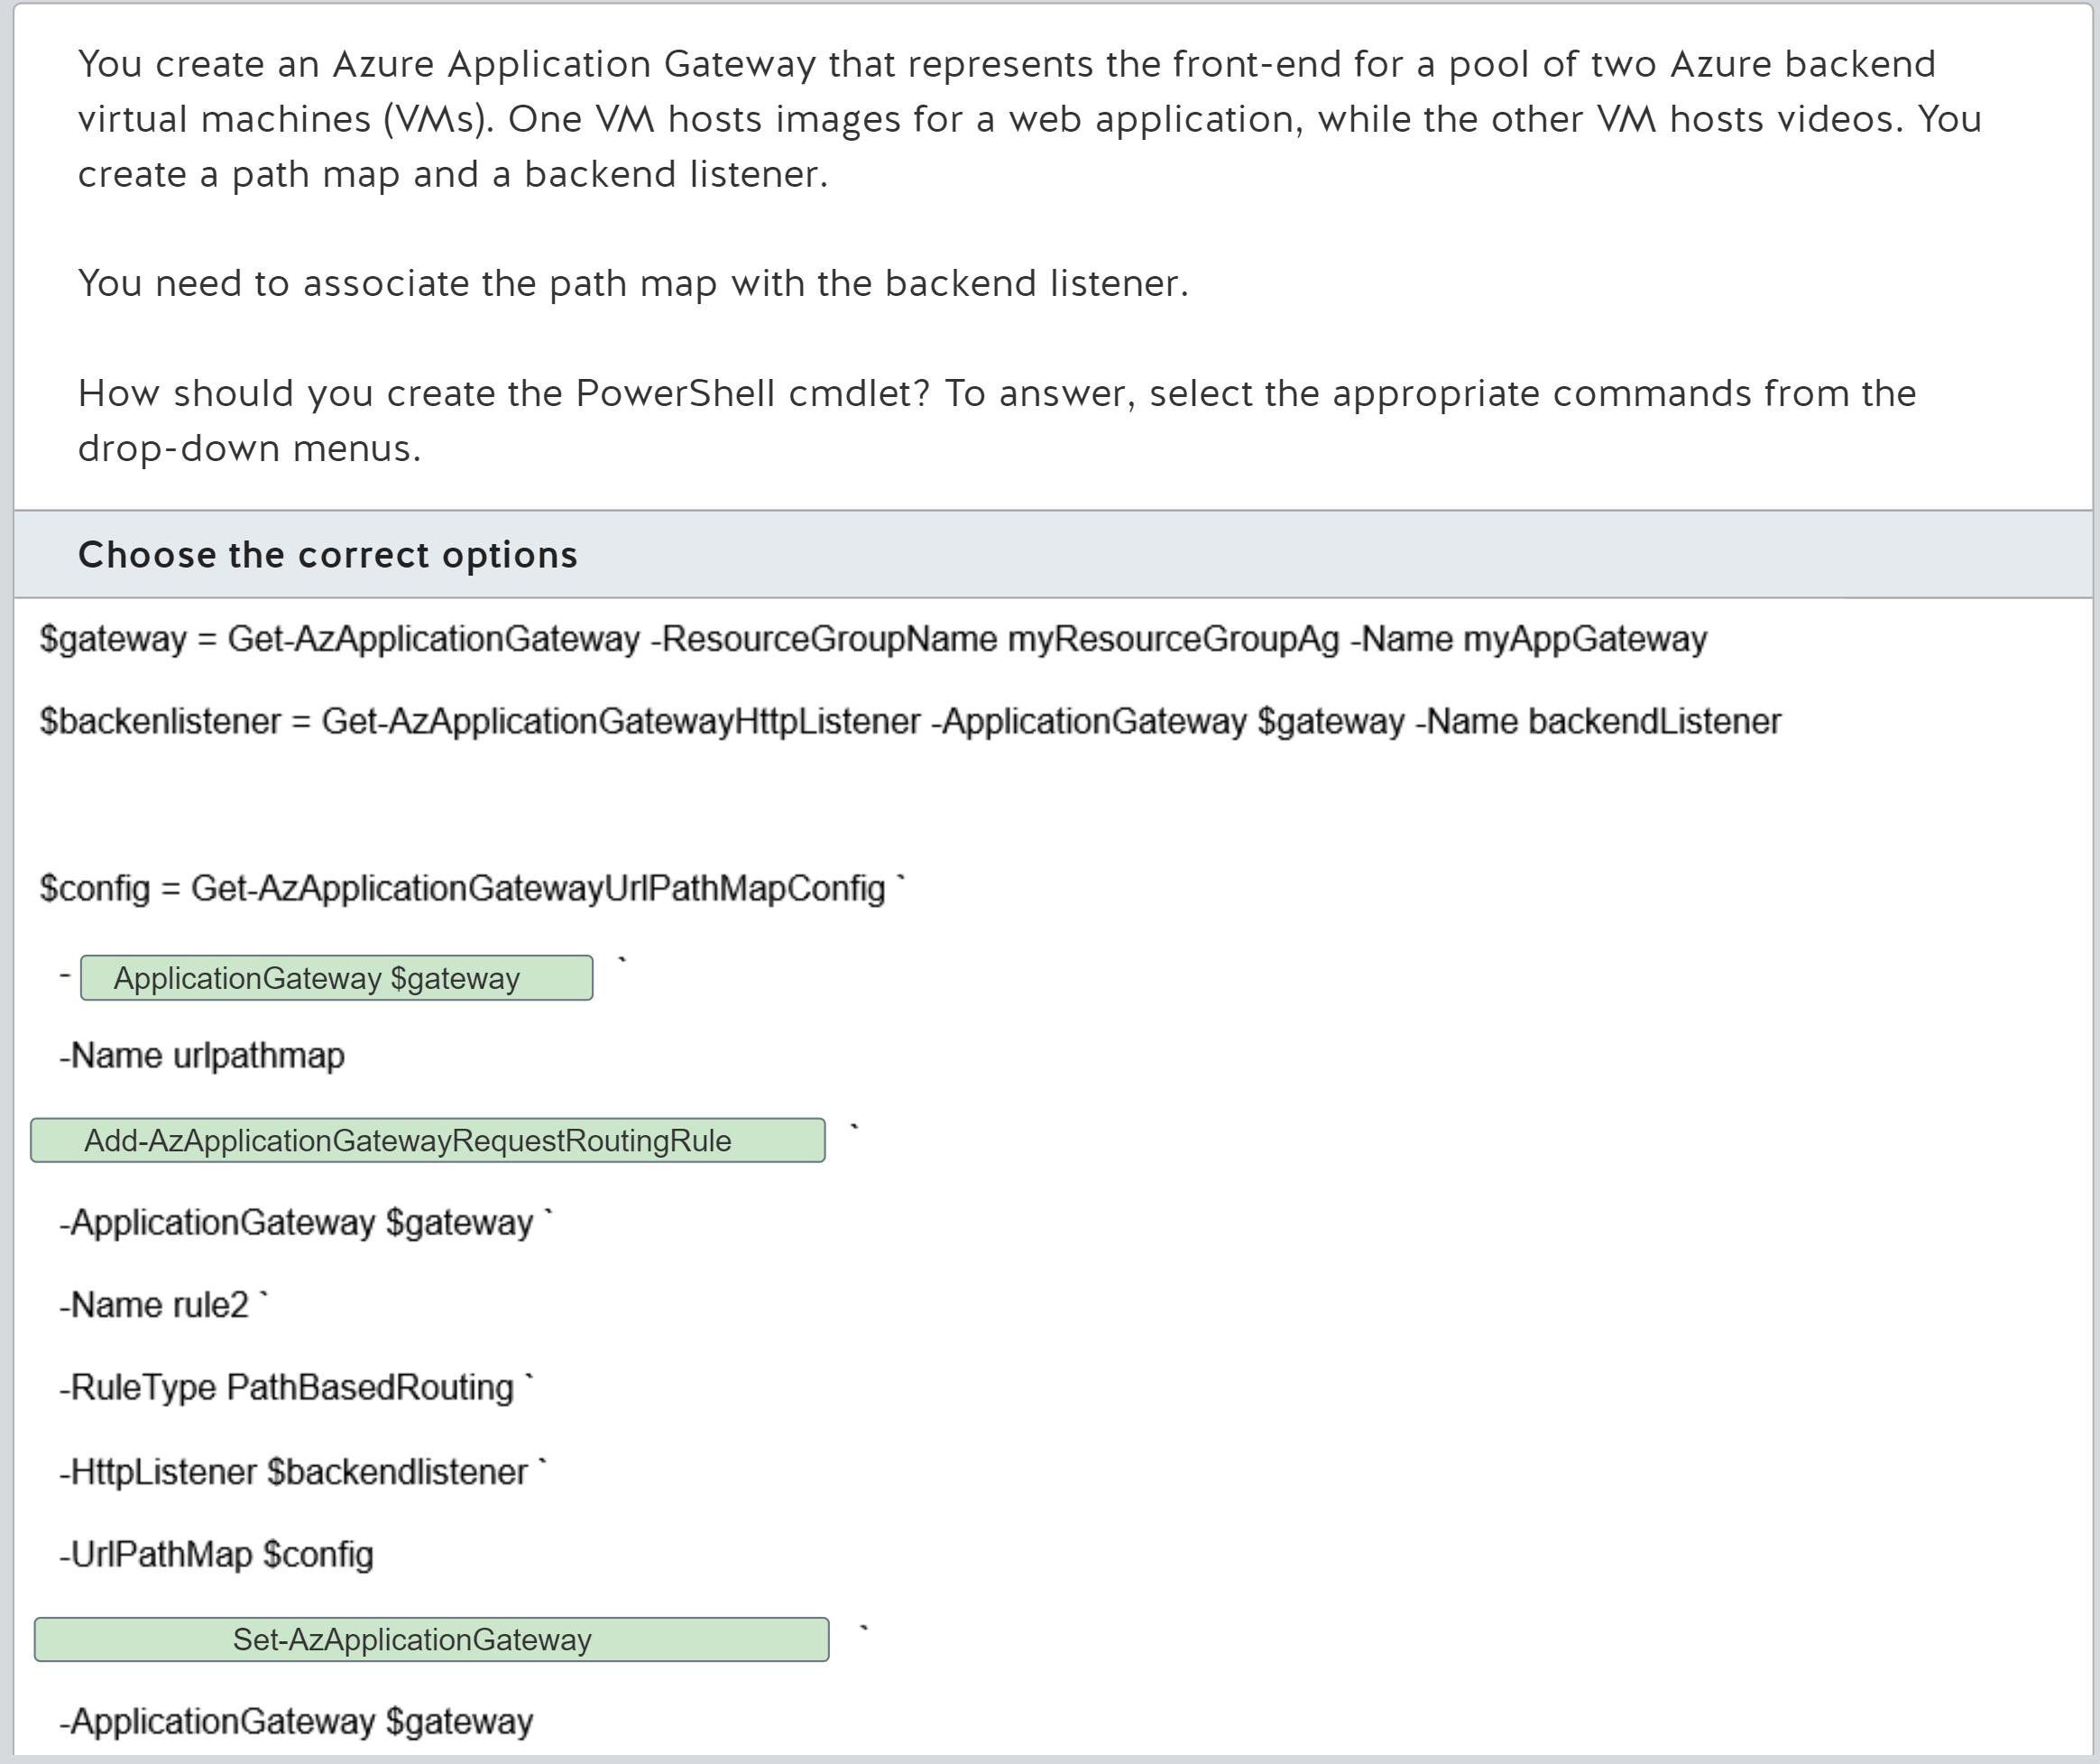 You create an Azure Application Gateway that represents the front-end for a pool of two Azure backend
virtual machines (VMs). One VM hosts images for a web application, while the other VM hosts videos. You
create a path map and a backend listener.
You need to associate the path map with the backend listener.
How should you create the PowerShell cmdlet? To answer, select the appropriate commands from the
drop-down menus.
Choose the correct options
$gateway = Get-AzApplicationGateway -ResourceGroupName myResourceGroupAg -Name myAppGateway
$backenlistener = Get-AzApplicationGatewayHttpListener -ApplicationGateway $gateway -Name backendListener
$config = Get-AzApplicationGatewayUrlPathMapConfig `
- ApplicationGateway $gateway `
-Name urlpathmap
Add-AzApplicationGatewayRequestRoutingRule `
-ApplicationGateway $gateway `
-Name rule2 `
-RuleType PathBasedRouting `
-HttpListener $backendlistener `
-UrlPathMap $config
Set-AzApplicationGateway `
-ApplicationGateway $gateway